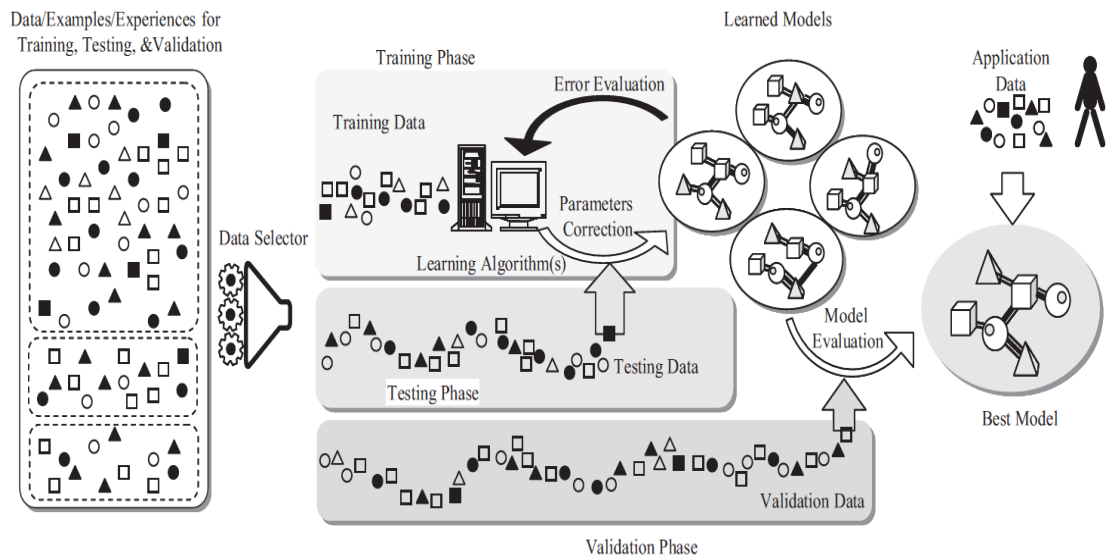 Data/Examples/Experiences for
Training, Testing, &Validation
Data Selector
Training Phase
Error Evaluation
Training Data
Parameters
Correction
Learning Algorithm(s)
Testing Data
Testing Phase
Validation Data
Validation Phase
Learned Models
Model
Evaluation
Application
Data
Best Model